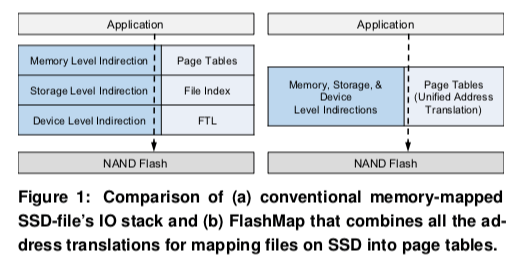 Application
Memory Level Indirection Page Tables
Storage Level Indirection File Index
Device Level Indirection FTL
NAND Flash
Application
Memory, Storage, &
Device
Level Indirections
Page Tables
(Unified Address
Translation)
NAND Flash
Figure 1: Comparison of (a) conventional memory-mapped
SSD-file's IO stack and (b) FlashMap that combines all the ad-
dress translations for mapping files on SSD into page tables.